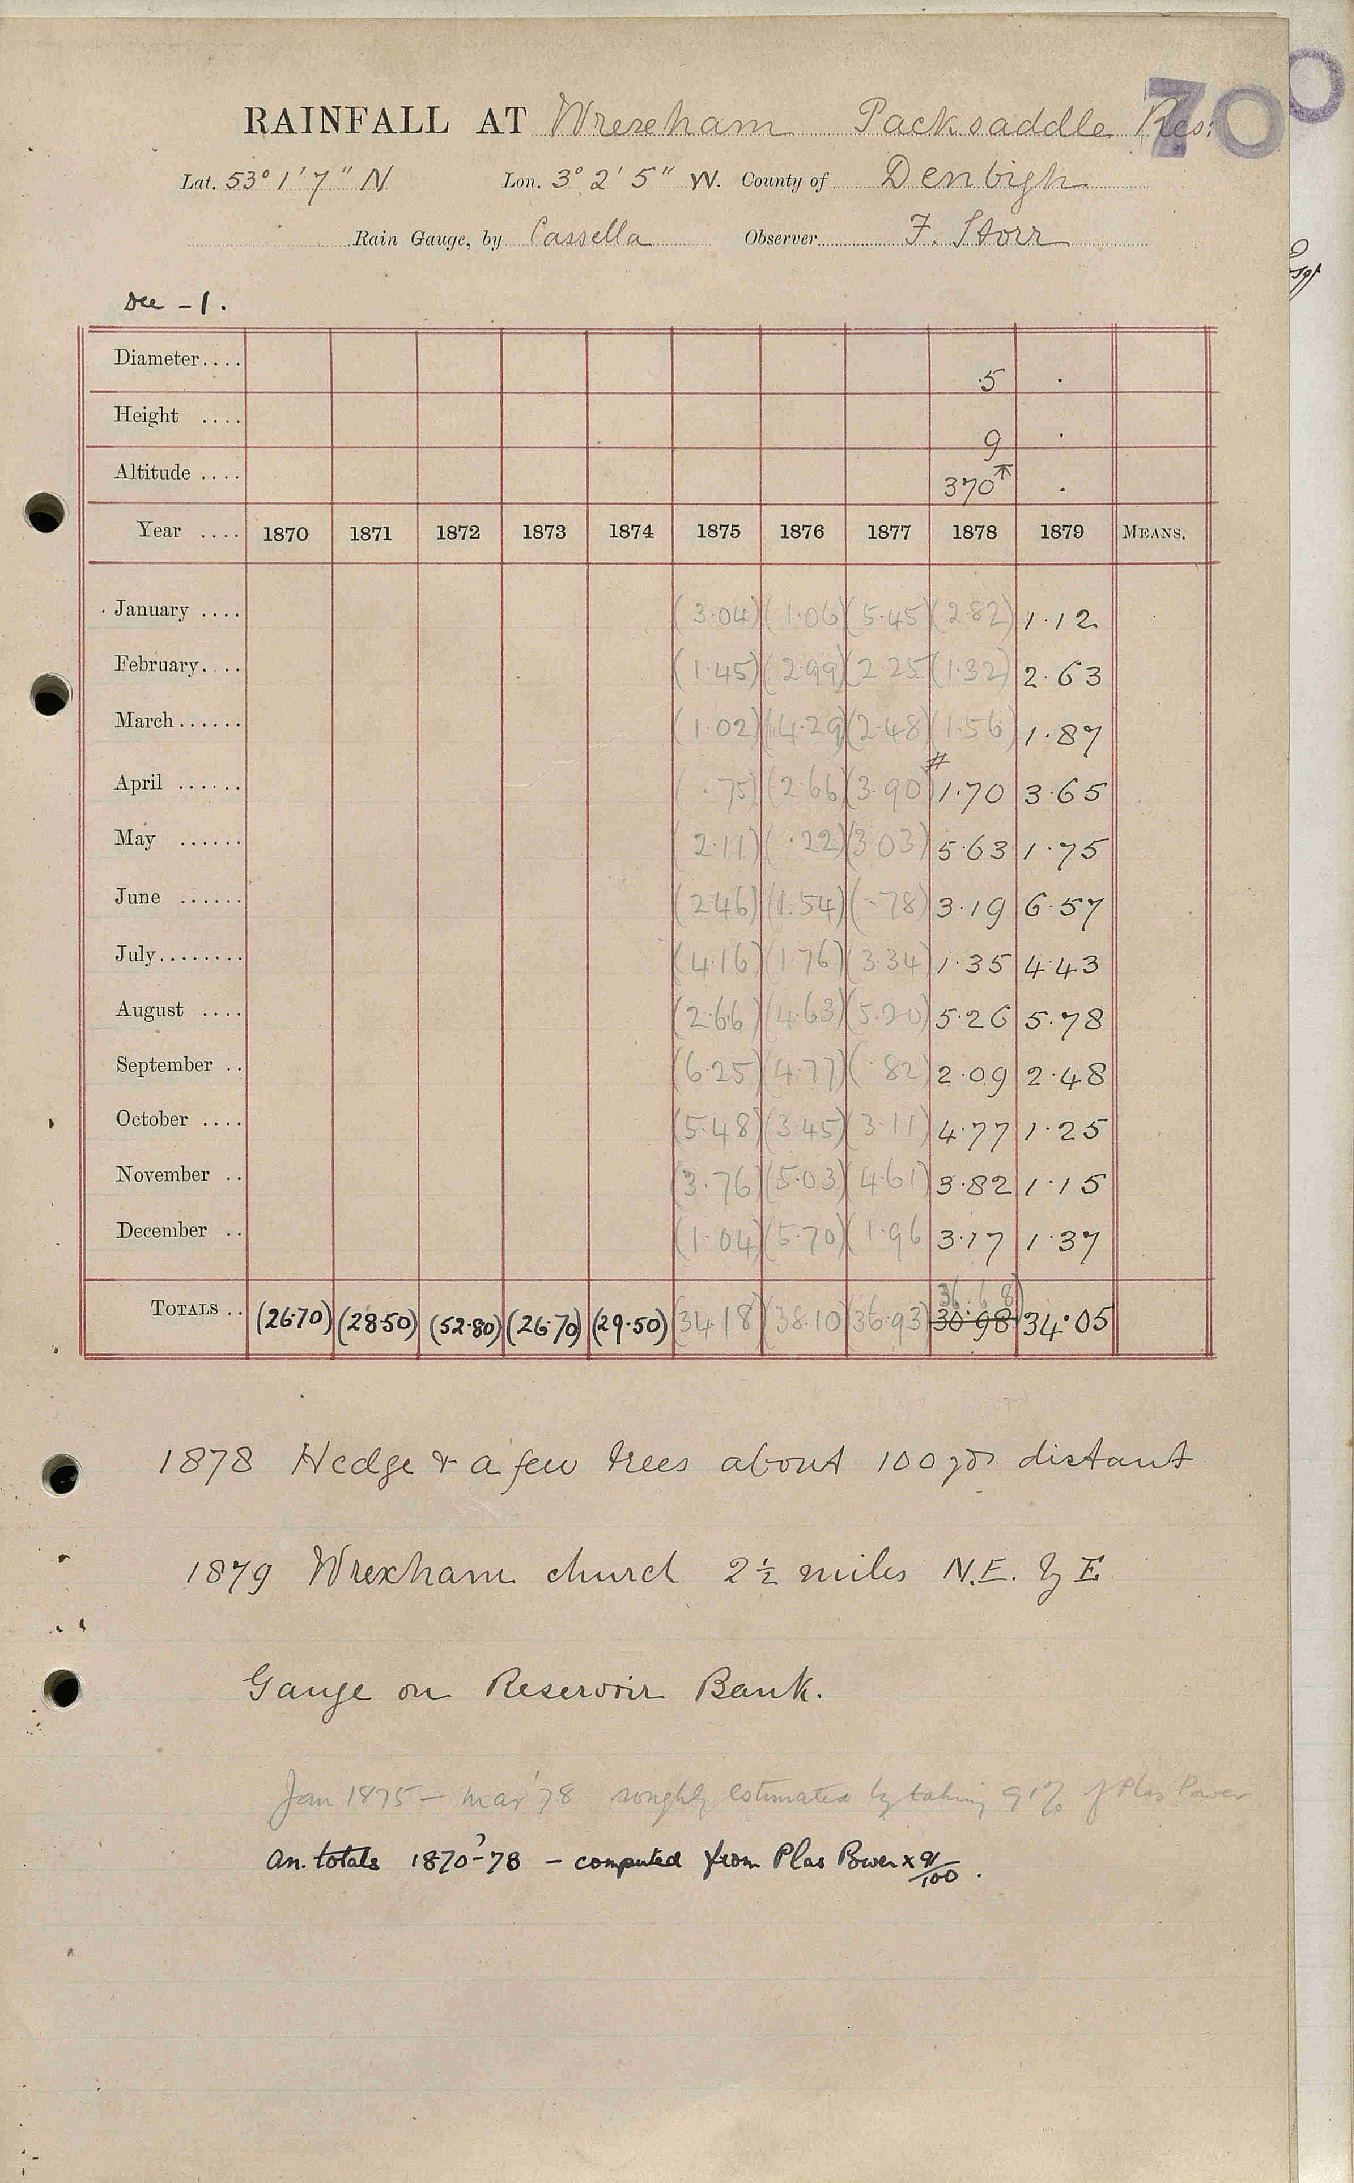 70
RAINFALL AT Wrexham Packsaddle Res.
Lat. 53° 1' 7" N Lon. 3° 2' 5" W. County of Denbigh
Rain Gauge, by Cassella Observer F. Storr
Dec - 1.
Diameter.... 5 .
Height .... 9 .
Altitude .... 370 T .
Year .... 1870 1871 1872 1873 1874 1875 1876 1877 1878 1879 MEANS.
January .... (3.04) (1.06) (5.45) (2.82) 1.12
February.... (1.45) (2.99) (2.25) (1.32) 2.63
March...... (1.02) (4.29) (2.48) (1.56) 1.87
April ...... (.75) (2.66) (3.90) # 1.70 3.65
May ...... (2.11) (.22) (3.03) 5.63 1.75
June ...... (2.46) (1.54) (.78) 3.19 6.57
July........ (4.16) (1.76) (3.34) 1.35 4.43
August .... (2.66) (4.63) (5.20) 5.26 5.78
September .. (6.25) (4.77) (.82) 2.09 2.48
October .... (5.48) (3.45) (3.11) 4.77 1.25
November .. (3.76) (5.03) (4.61) 3.82 1.15
December .. (1.04) (5.70) (1.96 3.17 1.37
36.68)
TOTALS .. (26.70) (28.50) (52.80) (26.70) (29.50) (34.18) (38.10) (36.93) 30.98 34.05
1878 Hedge & a few trees about 100 yds distant
1879 Wrexham church 2½ miles N.E. by E
Gauge on Reservoir Bank.
Jan 1875 - Mar '78 roughly estimated by taking 91% of Plas Power
An. totals 1870?-78 - computed from Plas Power x 91/100 .